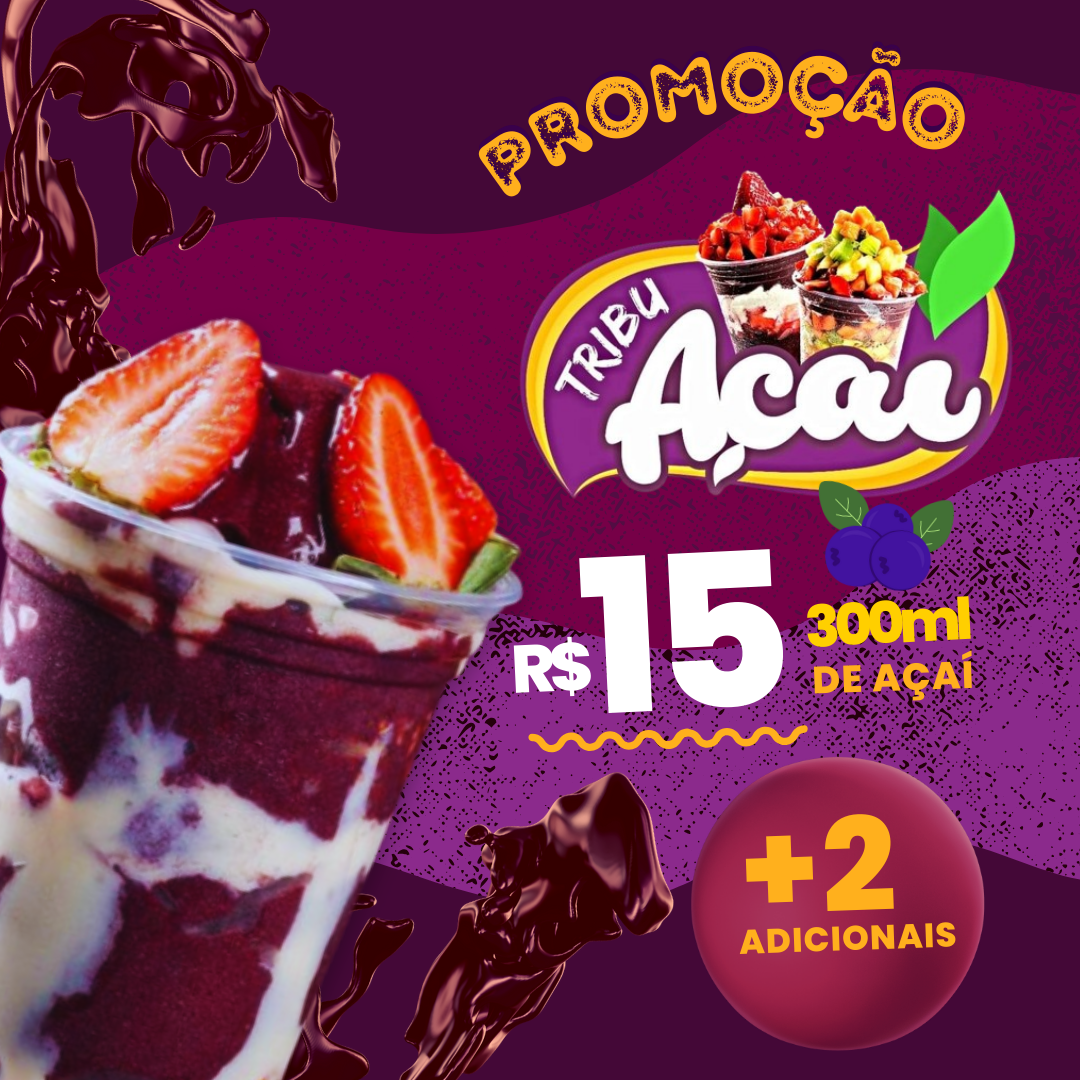 PROMOÇÃO
TRIBU
Açaí
R$15
300ml
DE AÇAÍ
+2
ADICIONAIS